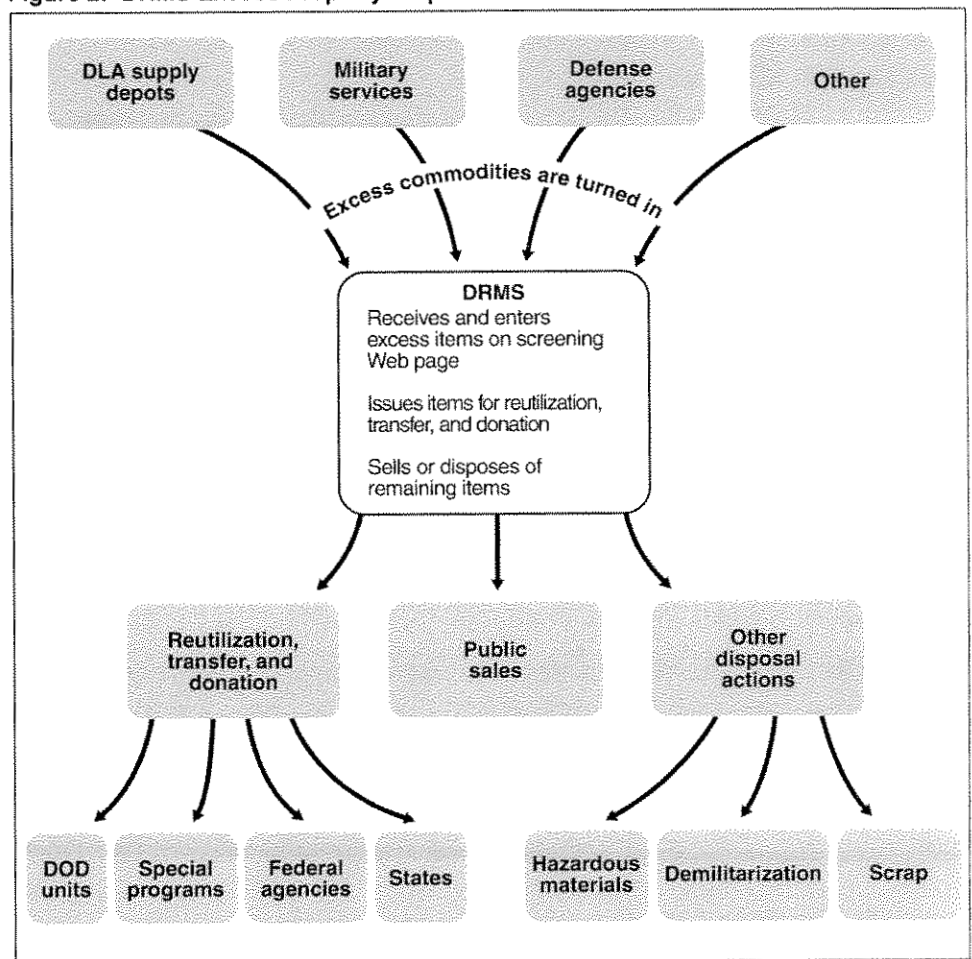 DLA supply
depots
Military
services
Defense
agencies
Other
Excess commodities are turned in
DRMS
Receives and enters
excess items on screening
Web page
Issues items for reutilization,
transfer, and donation
Sells or disposes of
remaining items
Reutilization,
transfer, and
donation
Public
sales
Other
disposal
actions
DOD
units
Special
programs
Federal
agencies
States
Hazardous
materials
Demilitarization
Scrap